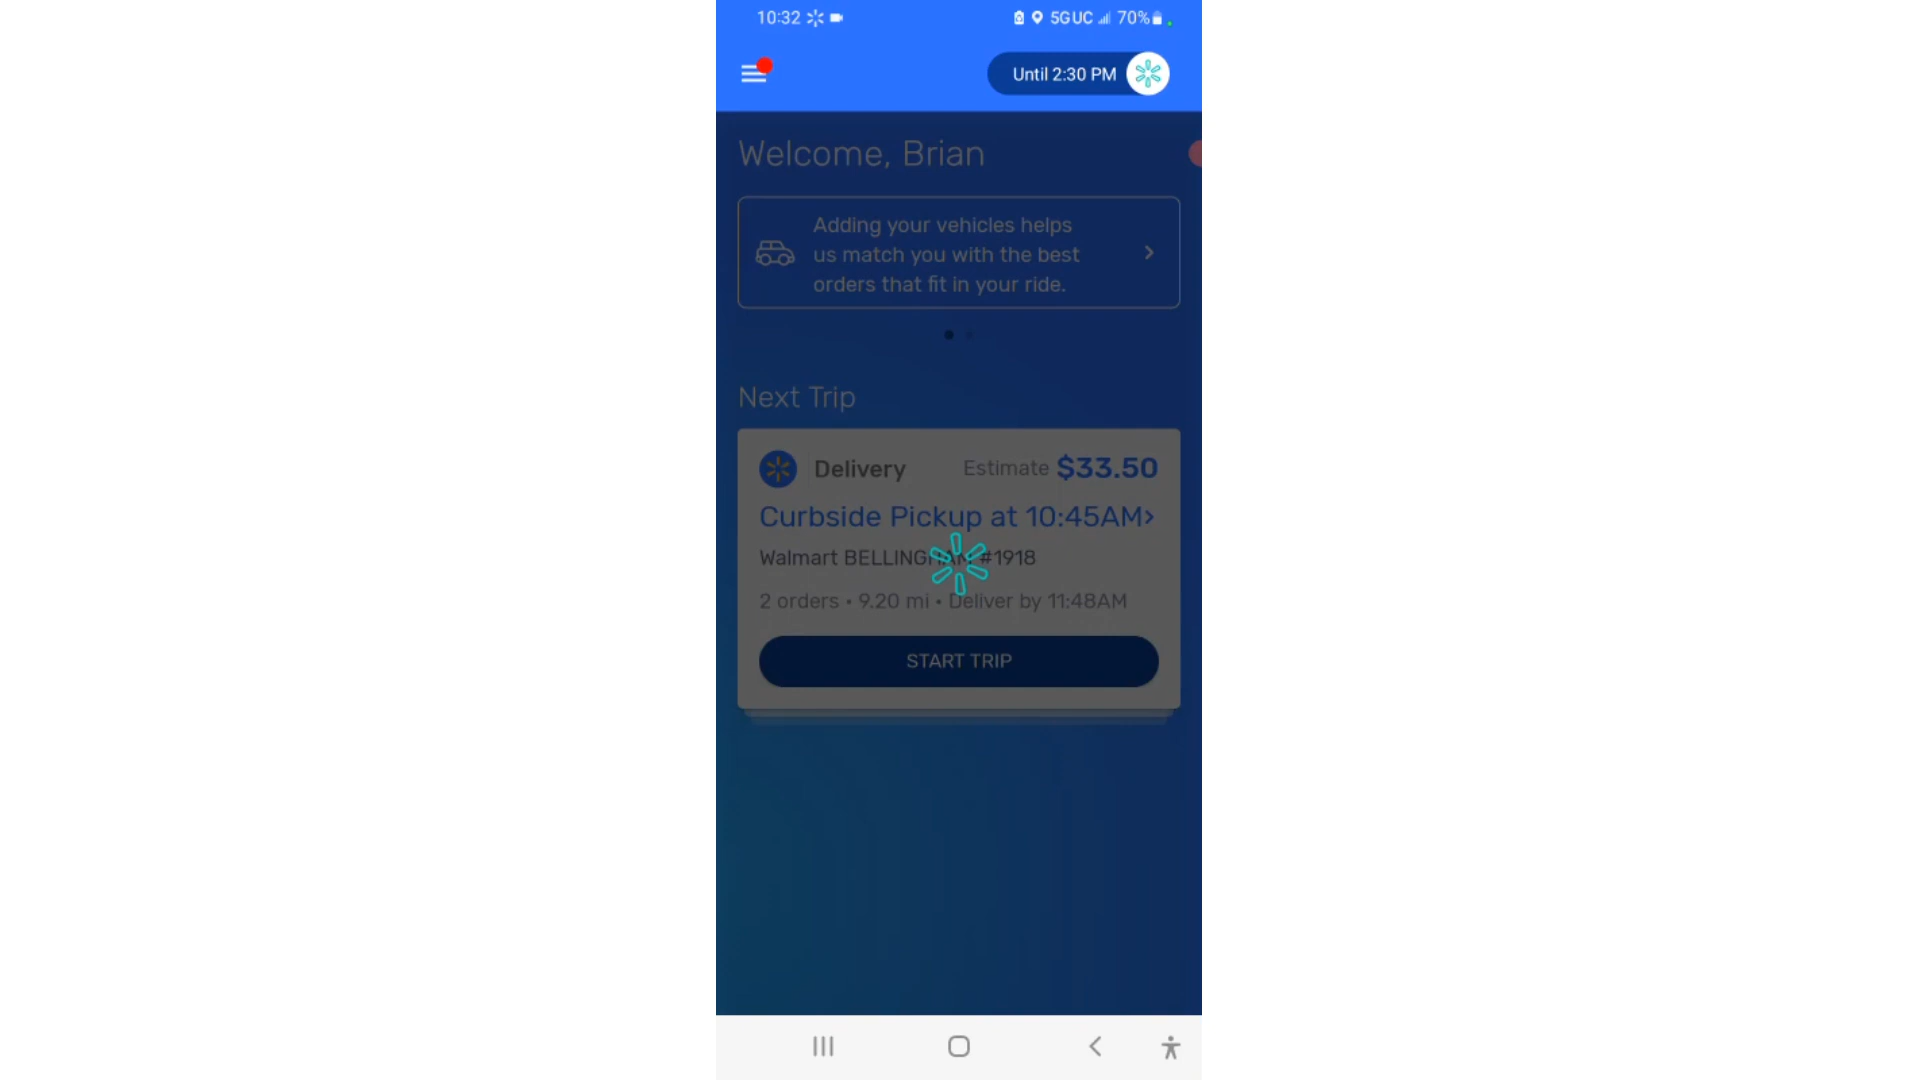 10:32
5GUC 70%
Until 2:30 PM
Welcome, Brian
Adding your vehicles helps
us match you with the best
orders that fit in your ride.
Next Trip
Delivery Estimate $33.50
Curbside Pickup at 10:45AM>
Walmart BELLINGHAM #1918
2 orders • 9.20 mi • Deliver by 11:48AM
START TRIP